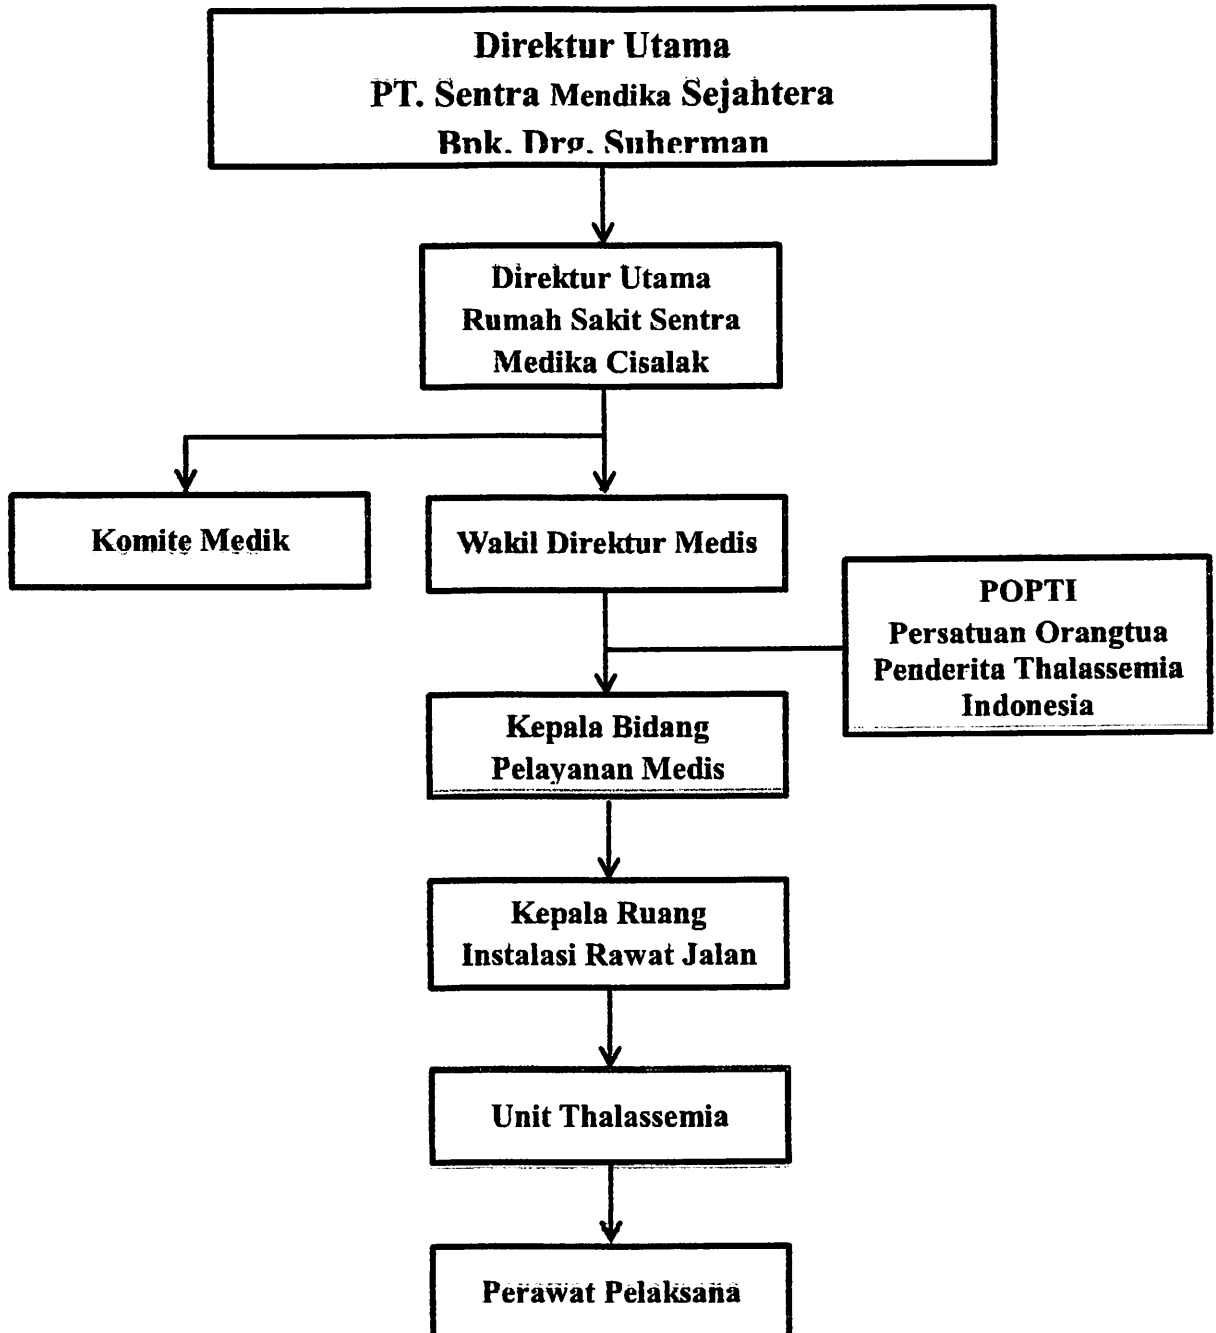 Direktur Utama
PT. Sentra Mendika Sejahtera
Bpk. Drg. Suherman
Direktur Utama
Rumah Sakit Sentra
Medika Cisalak
Komite Medik
Wakil Direktur Medis
POPTI
Persatuan Orangtua
Penderita Thalassemia
Indonesia
Kepala Bidang
Pelayanan Medis
Kepala Ruang
Instalasi Rawat Jalan
Unit Thalassemia
Perawat Pelaksana